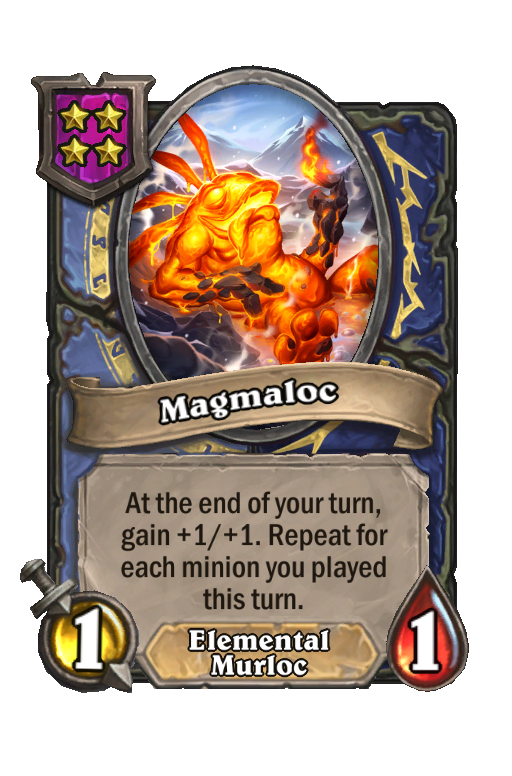 Magmaloc
At the end of your turn,
gain +1/+1. Repeat for
each minion you played
this turn.
1
Elemental
Murloc
1